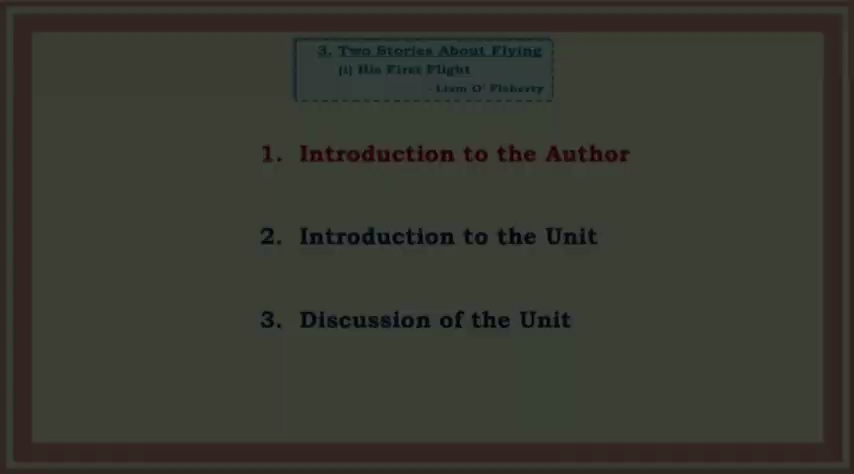 3. Two Stories About Flying
(i) His First Flight
- Liam O' Flaherty
1. Introduction to the Author
2. Introduction to the Unit
3. Discussion of the Unit